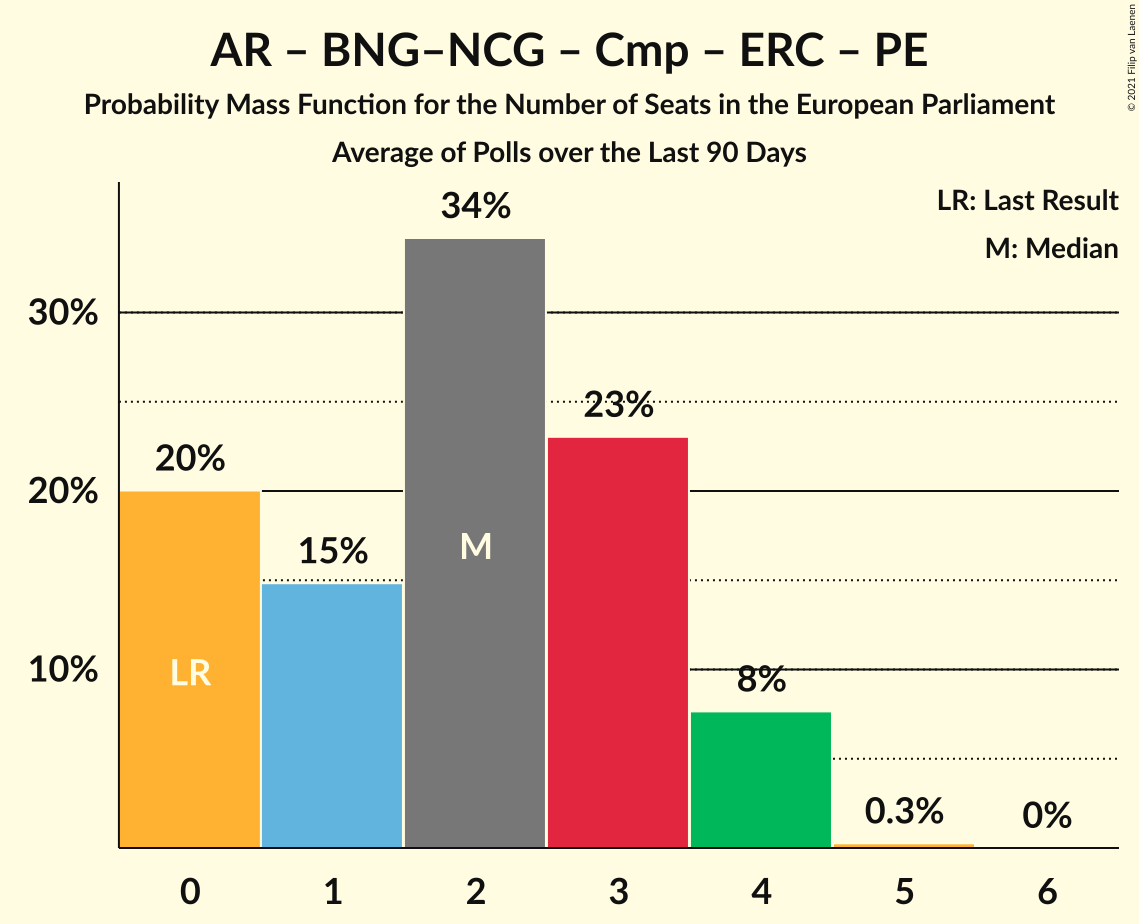 AR – BNG–NCG – Cmp – ERC – PE
Probability Mass Function for the Number of Seats in the European Parliament
Average of Polls over the Last 90 Days
© 2021 Filip van Laenen
LR: Last Result
M: Median
34%
30%
23%
20%
20%
15%
M
LR
10%
8%
0.3%
0%
0 1 2 3 4 5 6